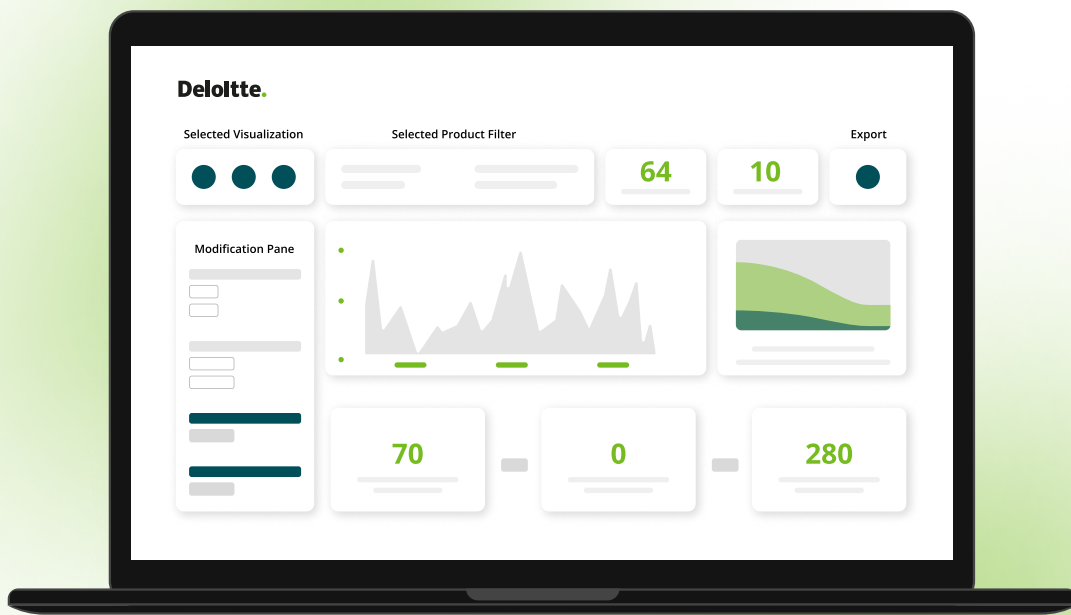 Deloitte.
Selected Visualization
Selected Product Filter
Export
64
10
Modification Pane
70
0
280